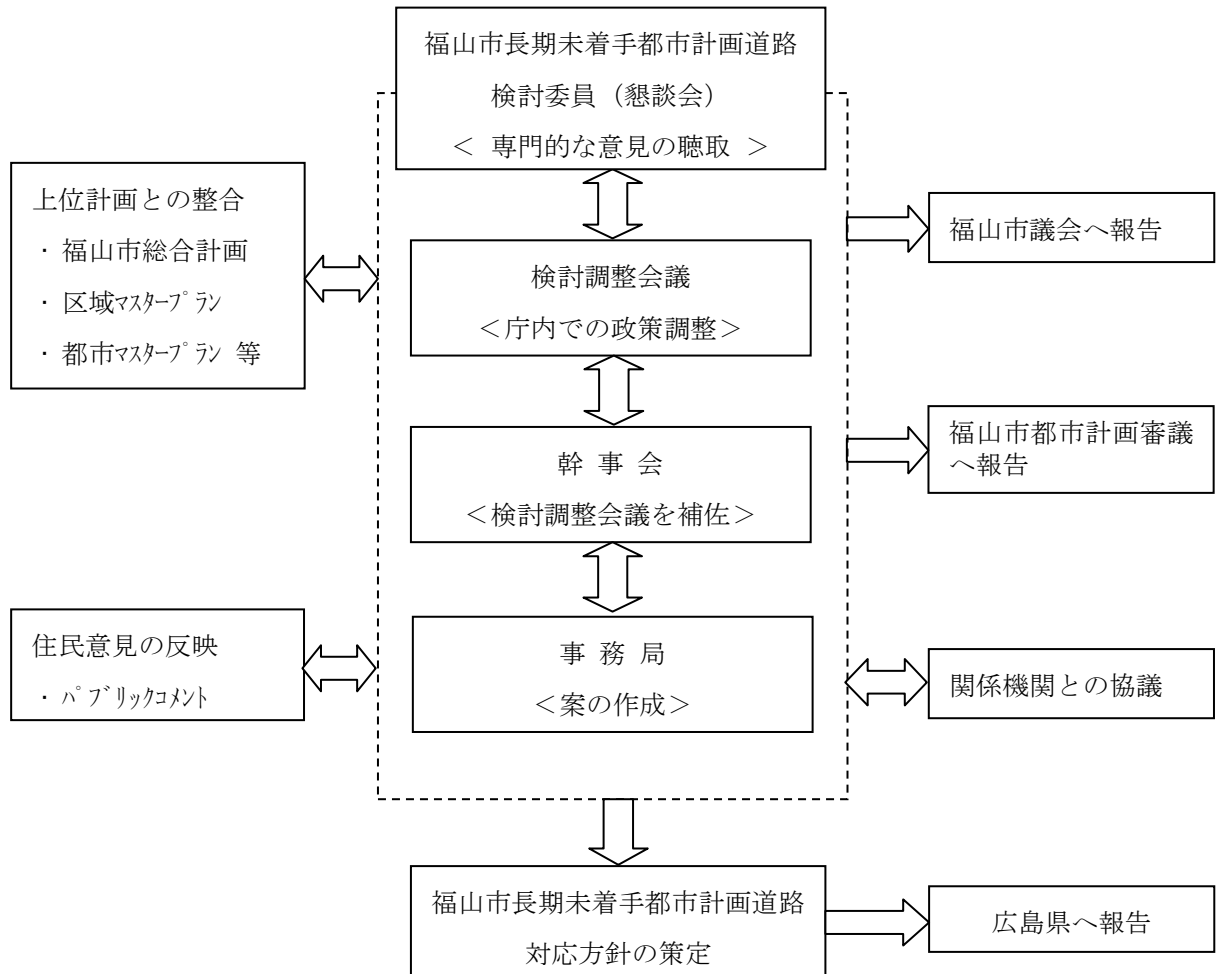 福山市長期未着手都市計画道路
検討委員（懇談会）
＜ 専門的な意見の聴取 ＞
上位計画との整合
・福山市総合計画
・区域ﾏｽﾀｰﾌﾟﾗﾝ
・都市ﾏｽﾀｰﾌﾟﾗﾝ 等
検討調整会議
＜庁内での政策調整＞
福山市議会へ報告
幹 事 会
＜検討調整会議を補佐＞
福山市都市計画審議
へ報告
住民意見の反映
・ﾊﾟﾌﾞﾘｯｸｺﾒﾝﾄ
事 務 局
＜案の作成＞
関係機関との協議
福山市長期未着手都市計画道路
対応方針の策定
広島県へ報告